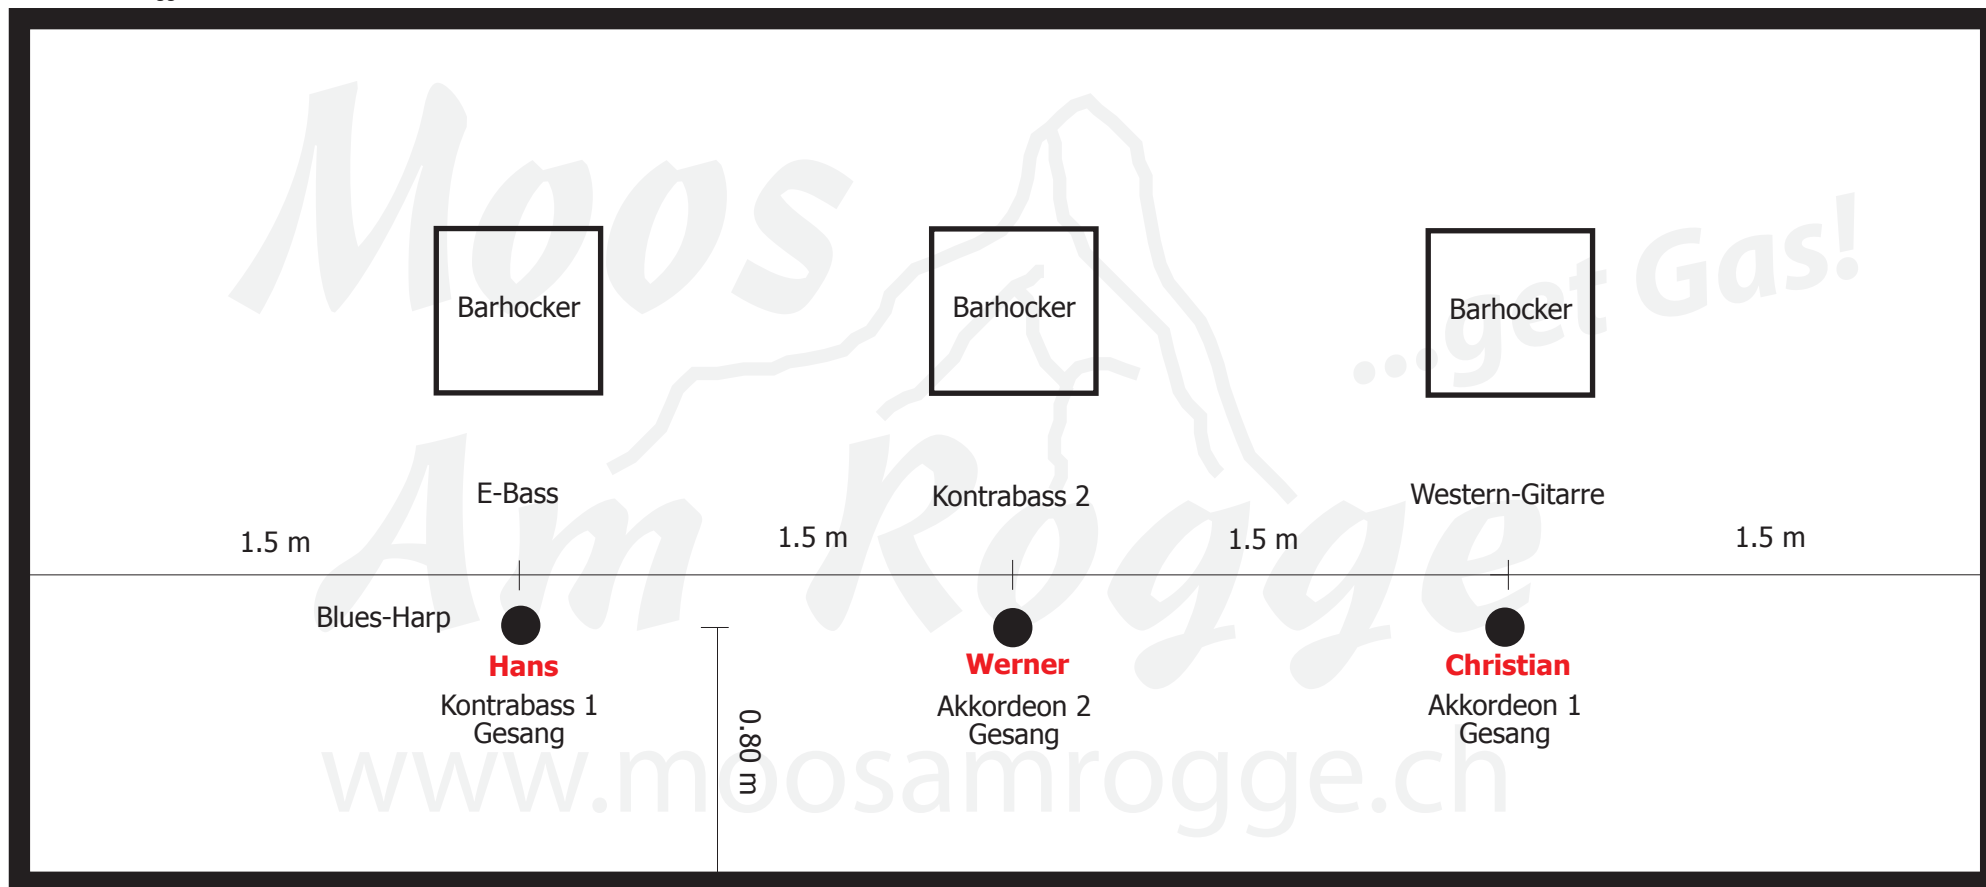 Moos
...get Gas!
Barhocker
Barhocker
Barhocker
Am Rogge
E-Bass
Kontrabass 2
Western-Gitarre
1.5 m
1.5 m
1.5 m
1.5 m
Blues-Harp
Hans
Werner
Christian
Kontrabass 1
Gesang
Akkordeon 2
Gesang
Akkordeon 1
Gesang
0.80 m
www.moosamrogge.ch